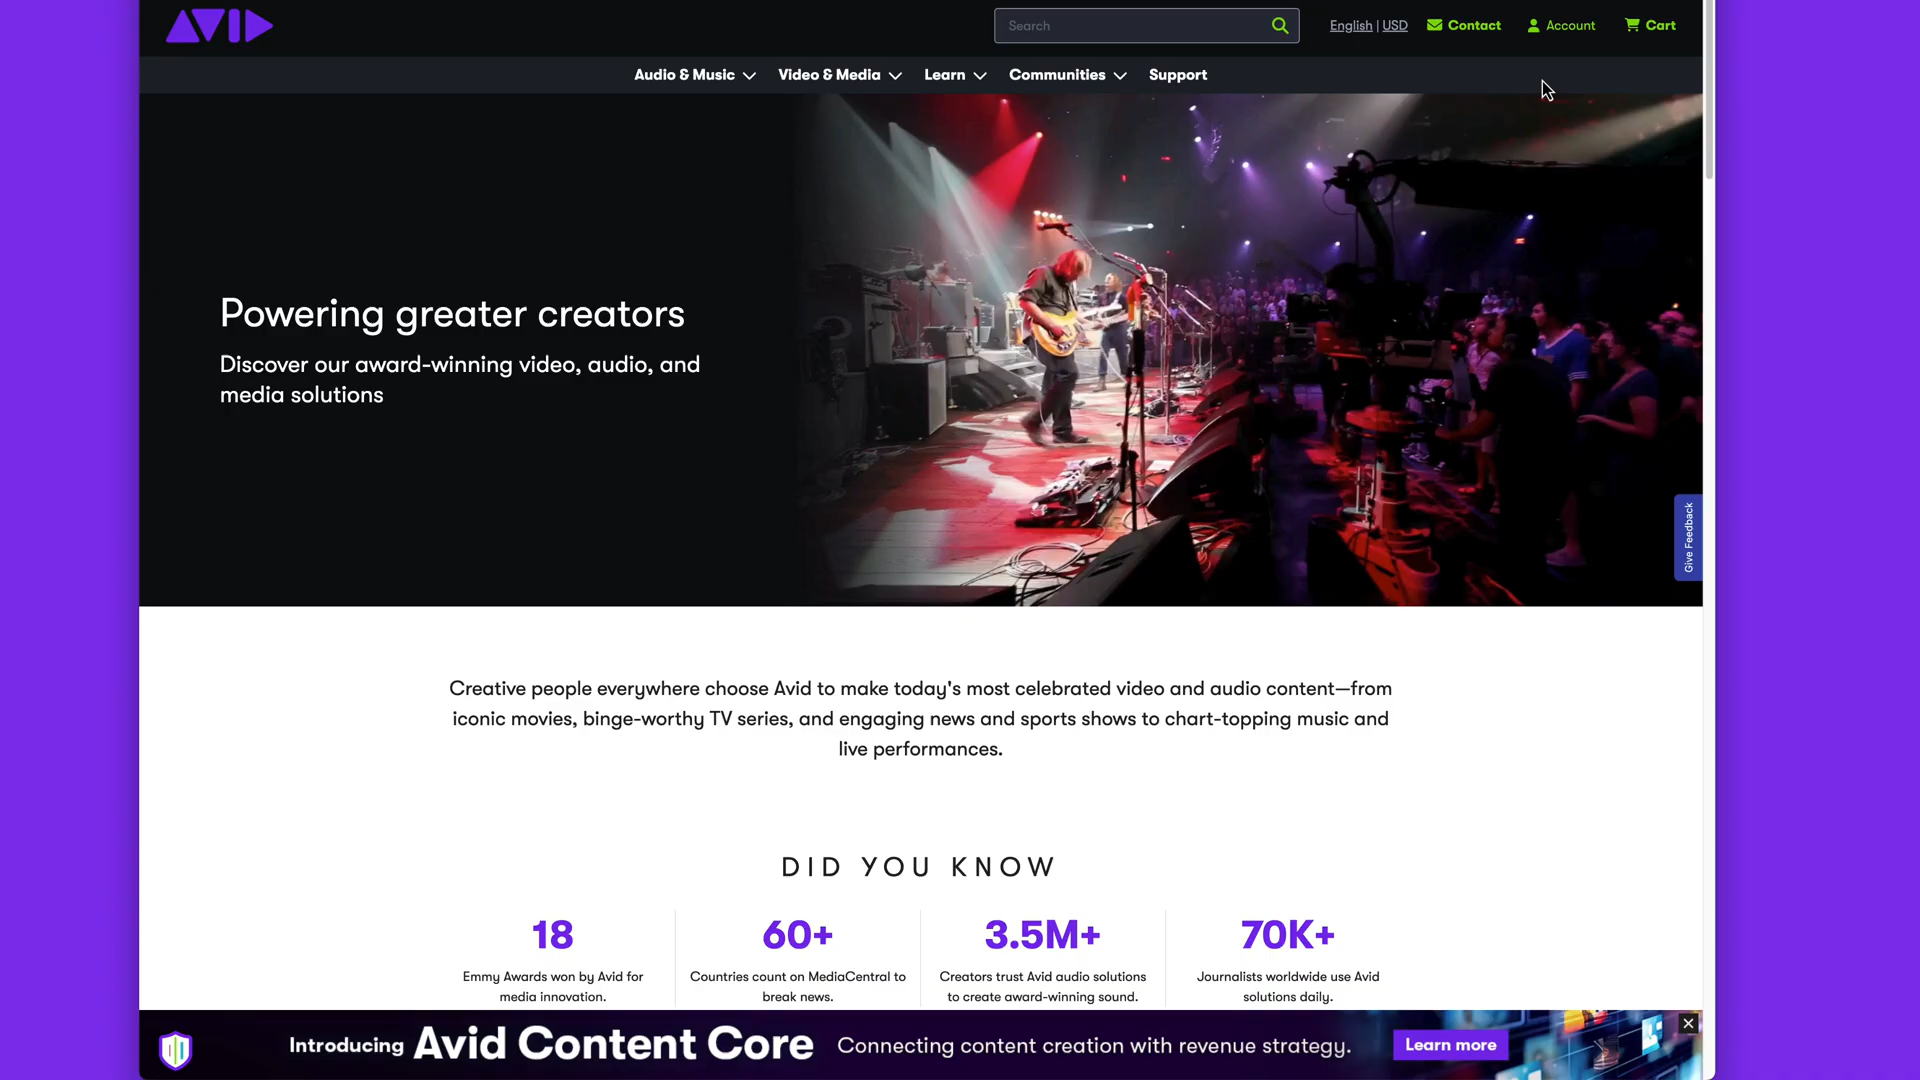 AVID
Search
English | USD
Contact
Account
Cart
Audio & Music
Video & Media
Learn
Communities
Support
Powering greater creators
Discover our award-winning video, audio, and
media solutions
Give Feedback
Creative people everywhere choose Avid to make today's most celebrated video and audio content—from
iconic movies, binge-worthy TV series, and engaging news and sports shows to chart-topping music and
live performances.
DID YOU KNOW
18
Emmy Awards won by Avid for
media innovation.
60+
Countries count on MediaCentral to
break news.
3.5M+
Creators trust Avid audio solutions
to create award-winning sound.
70K+
Journalists worldwide use Avid
solutions daily.
Introducing Avid Content Core
Connecting content creation with revenue strategy.
Learn more